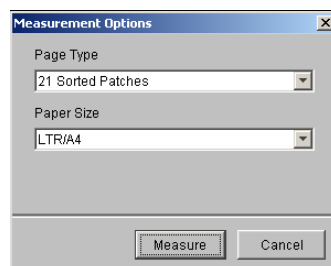 Measurement Options
Page Type
21 Sorted Patches
Paper Size
LTR/A4
Measure
Cancel